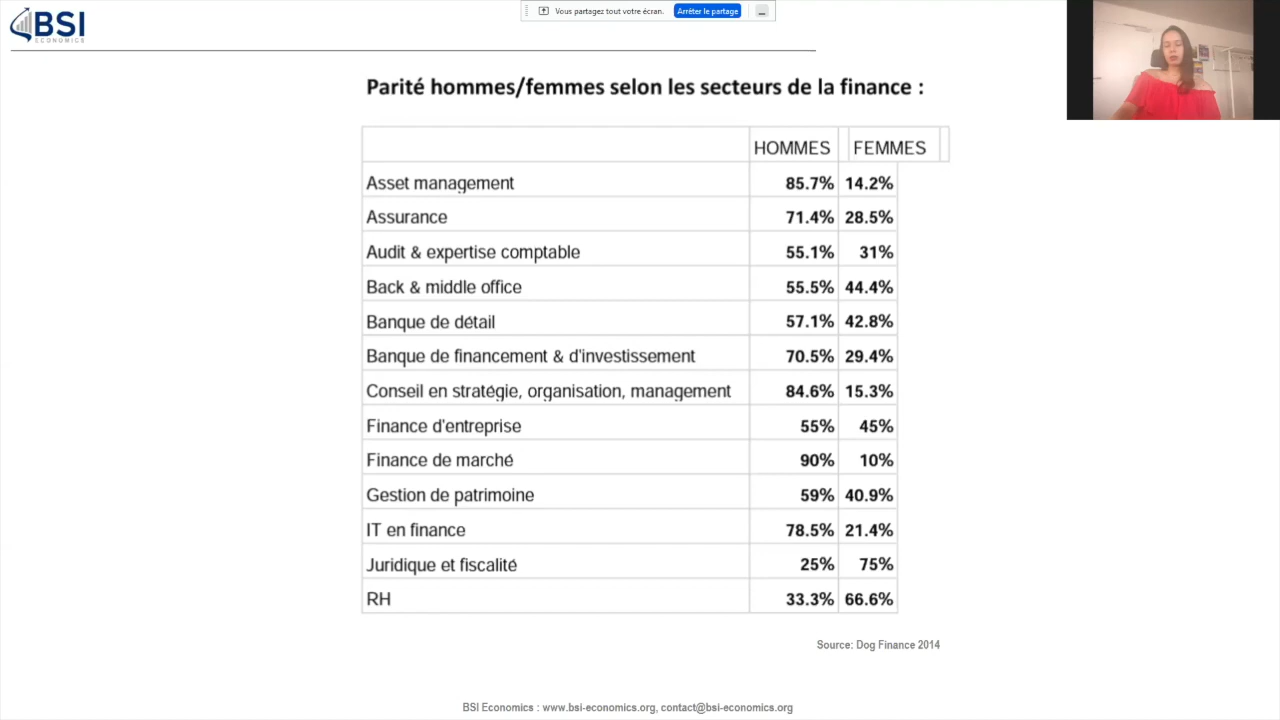 BSI
ECONOMICS
Vous partagez tout votre écran. Arrêter le partage
Parité hommes/femmes selon les secteurs de la finance :
HOMMES FEMMES
Asset management 85.7% 14.2%
Assurance 71.4% 28.5%
Audit & expertise comptable 55.1% 31%
Back & middle office 55.5% 44.4%
Banque de détail 57.1% 42.8%
Banque de financement & d'investissement 70.5% 29.4%
Conseil en stratégie, organisation, management 84.6% 15.3%
Finance d'entreprise 55% 45%
Finance de marché 90% 10%
Gestion de patrimoine 59% 40.9%
IT en finance 78.5% 21.4%
Juridique et fiscalité 25% 75%
RH 33.3% 66.6%
Source: Dog Finance 2014
BSI Economics : www.bsi-economics.org, contact@bsi-economics.org